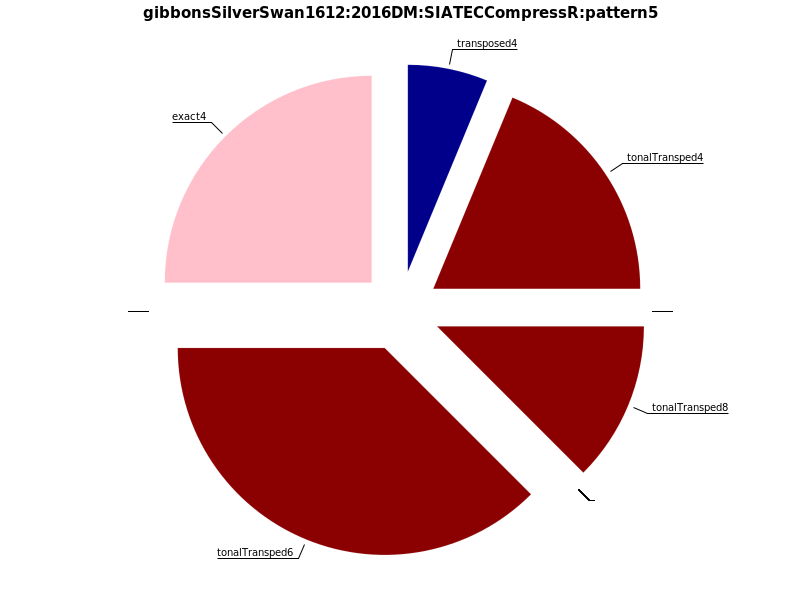 gibbonsSilverSwan1612:2016DM:SIATECCompressR:pattern5
transposed4
exact4
tonalTransped4
tonalTransped8
tonalTransped6